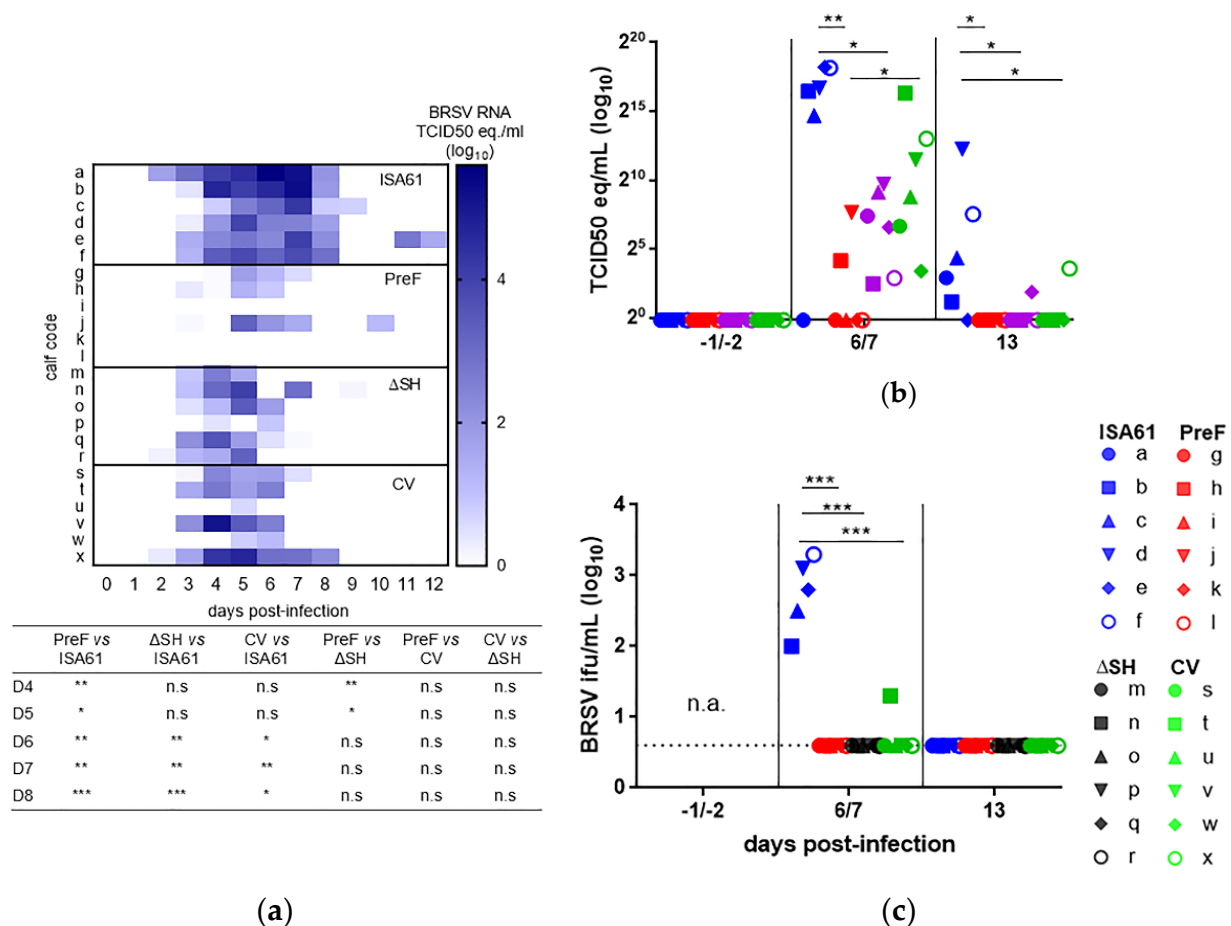 BRSV RNA
TCID50 eq./ml
(log10)
a
b
c
d
e
f
g
h
i
j
k
l
m
n
o
p
q
r
s
t
u
v
w
x
calf code
ISA61
PreF
ΔSH
CV
4
2
0
0 1 2 3 4 5 6 7 8 9 10 11 12
days post-infection
PreF vs ISA61 ΔSH vs ISA61 CV vs ISA61 PreF vs ΔSH PreF vs CV CV vs ΔSH
D4 ** n.s n.s ** n.s n.s
D5 * n.s n.s * n.s n.s
D6 ** ** * n.s n.s n.s
D7 ** ** ** n.s n.s n.s
D8 *** *** * n.s n.s n.s
(a)
TCID50 eq/mL (log10)
2^20
2^15
2^10
2^5
2^0
** * *
* * *
-1/-2 6/7 13
(b)
BRSV ifu/mL (log10)
4
3
2
1
0
***
***
***
n.a.
-1/-2 6/7 13
days post-infection
(c)
ISA61 PreF
a g
b h
c i
d j
e k
f l
ΔSH CV
m s
n t
o u
p v
q w
r x